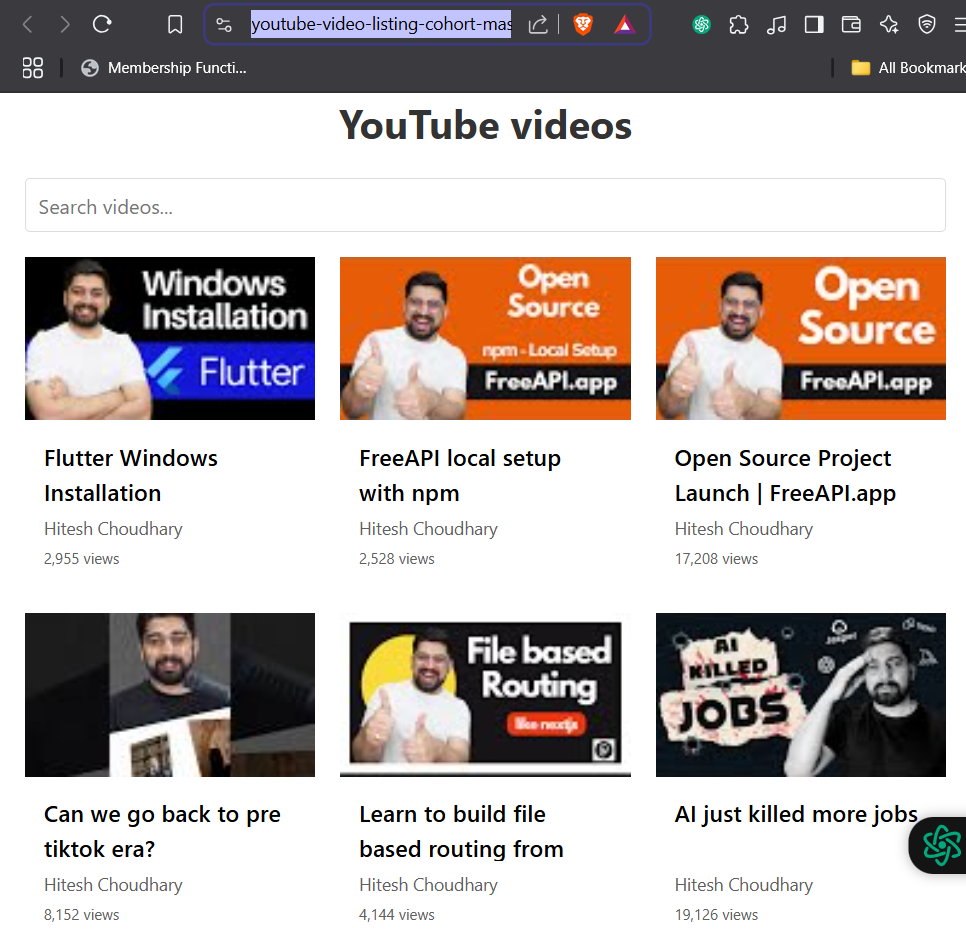 youtube-video-listing-cohort-mas
Membership Functi...
All Bookmark
YouTube videos
Search videos...
Windows
Installation
Flutter
Open
Source
npm - Local Setup
FreeAPI.app
Open
Source
FreeAPI.app
Flutter Windows
Installation
Hitesh Choudhary
2,955 views
FreeAPI local setup
with npm
Hitesh Choudhary
2,528 views
Open Source Project
Launch | FreeAPI.app
Hitesh Choudhary
17,208 views
File based
Routing
like nextjs
AI
KILLED
JOBS
Can we go back to pre
tiktok era?
Hitesh Choudhary
8,152 views
Learn to build file
based routing from
Hitesh Choudhary
4,144 views
AI just killed more jobs
Hitesh Choudhary
19,126 views